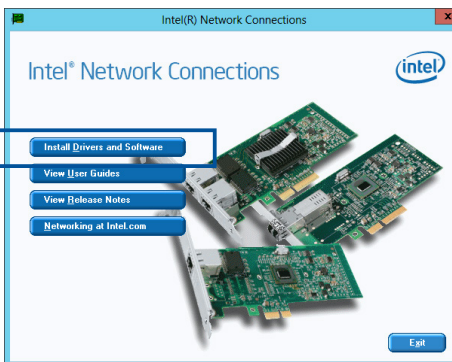 Intel(R) Network Connections
x
Intel® Network Connections
intel
Install Drivers and Software
View User Guides
View Release Notes
Networking at Intel.com
Exit